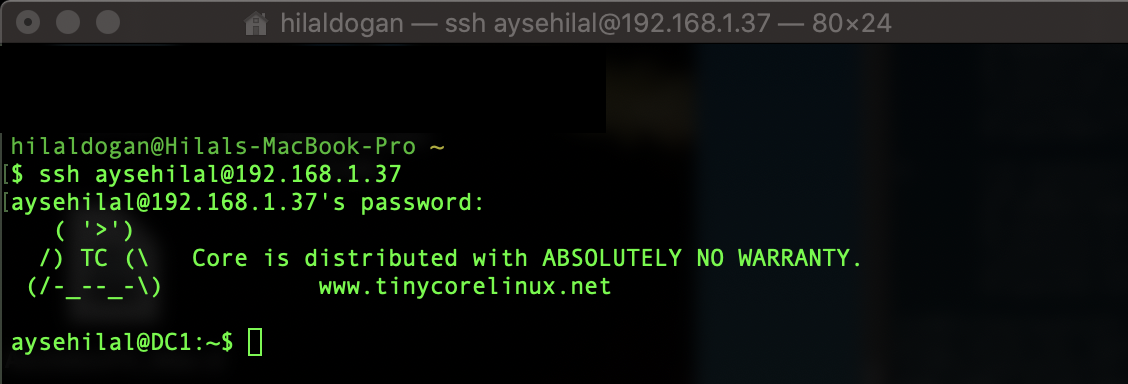 hilaldogan — ssh aysehilal@192.168.1.37 — 80×24
hilaldogan@Hilals-MacBook-Pro ~
[$ ssh aysehilal@192.168.1.37
[aysehilal@192.168.1.37's password:
   ( '>')
  /) TC (\   Core is distributed with ABSOLUTELY NO WARRANTY.
 (/-_--_-\)           www.tinycorelinux.net
aysehilal@DC1:~$